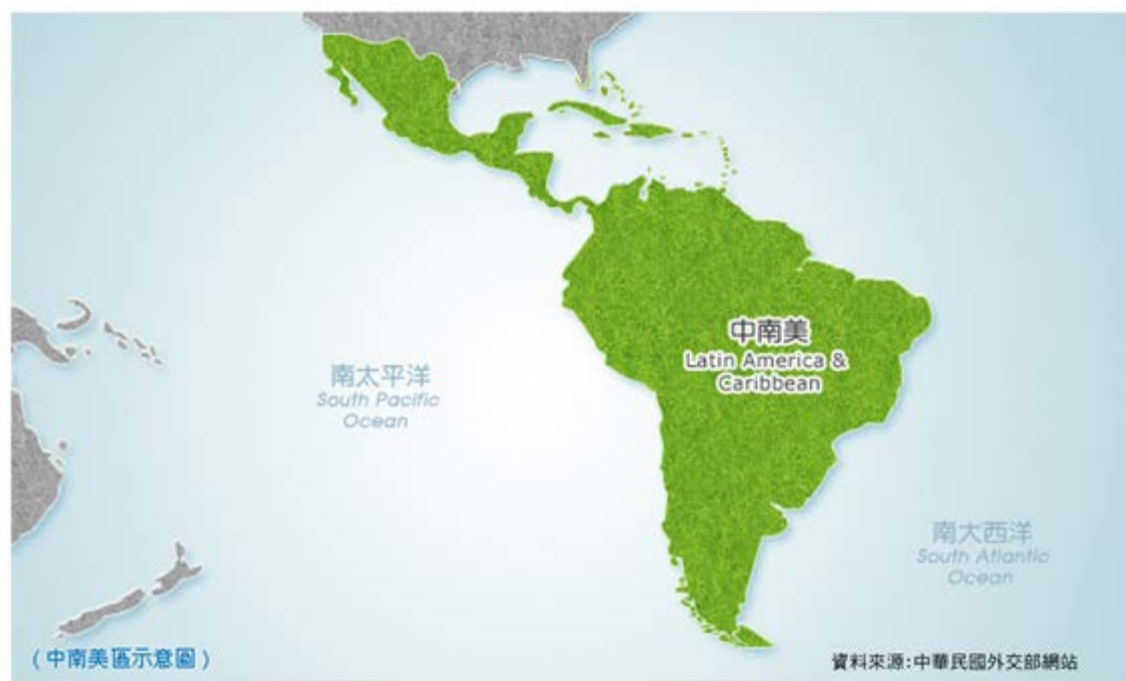 中南美
Latin America &
Caribbean
南太平洋
South Pacific
Ocean
南大西洋
South Atlantic
Ocean
(中南美區示意圖)
資料來源:中華民國外交部網站